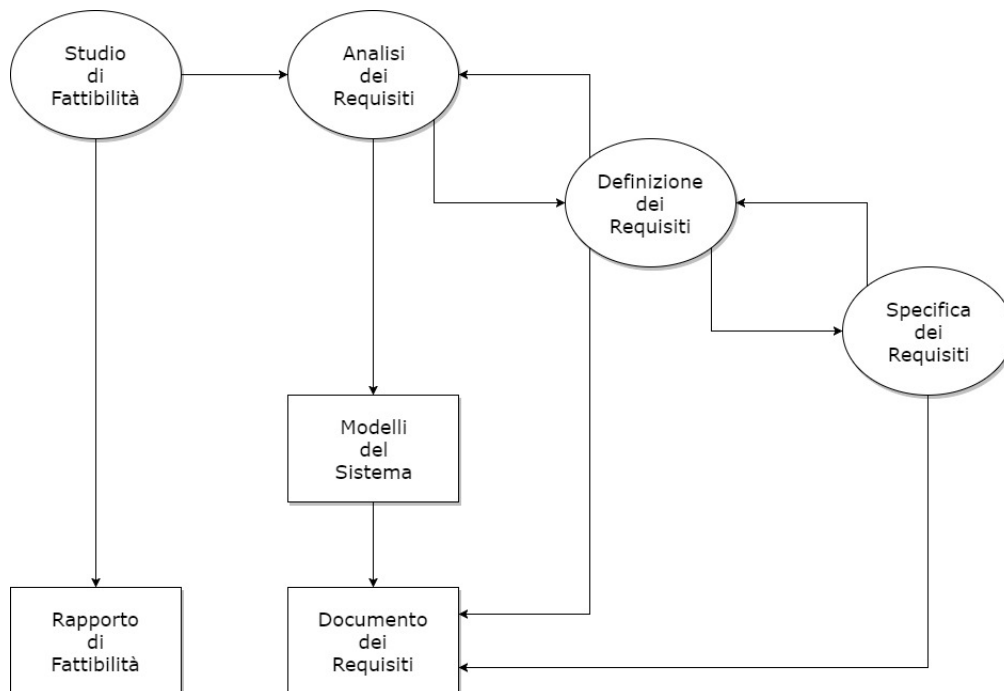 Studio
di
Fattibilità
Analisi
dei
Requisiti
Definizione
dei
Requisiti
Specifica
dei
Requisiti
Modelli
del
Sistema
Rapporto
di
Fattibilità
Documento
dei
Requisiti